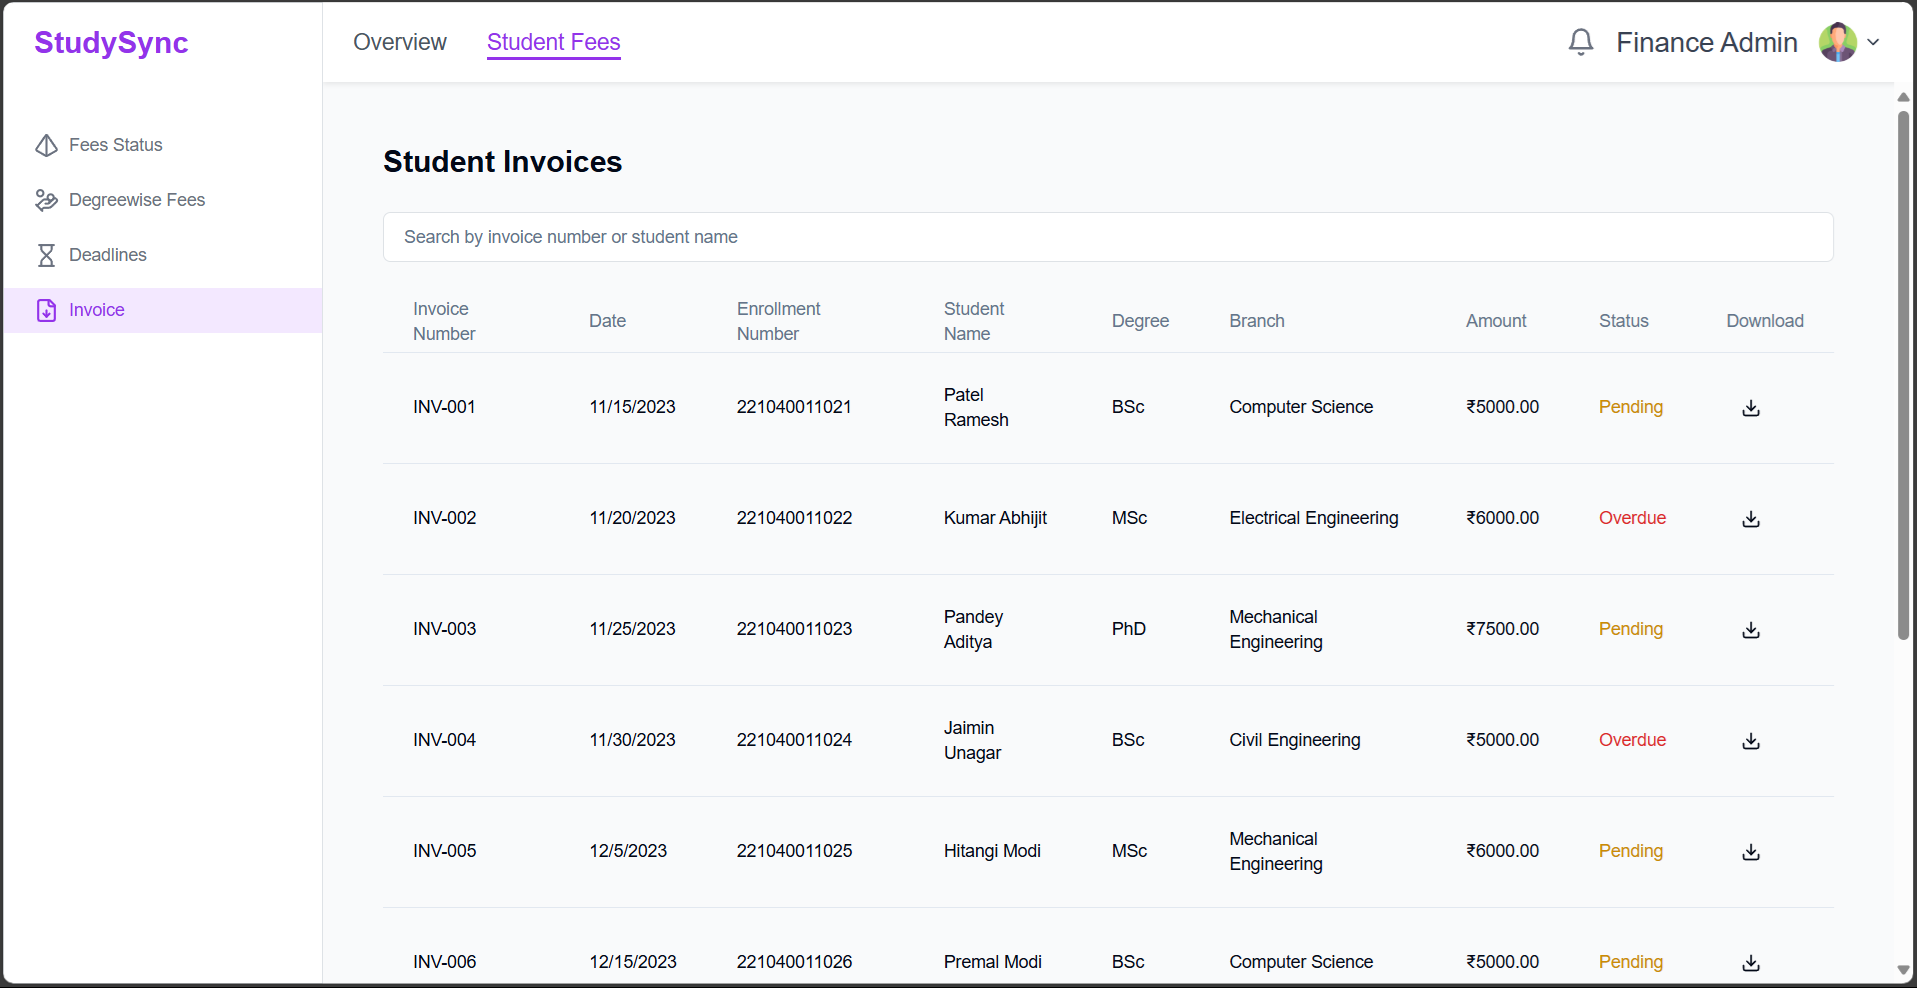 StudySync
Overview Student Fees Finance Admin
Fees Status
Degreewise Fees
Deadlines
Invoice
Student Invoices
Search by invoice number or student name
Invoice Number Date Enrollment Number Student Name Degree Branch Amount Status Download
INV-001 11/15/2023 221040011021 Patel Ramesh BSc Computer Science ₹5000.00 Pending
INV-002 11/20/2023 221040011022 Kumar Abhijit MSc Electrical Engineering ₹6000.00 Overdue
INV-003 11/25/2023 221040011023 Pandey Aditya PhD Mechanical Engineering ₹7500.00 Pending
INV-004 11/30/2023 221040011024 Jaimin Unagar BSc Civil Engineering ₹5000.00 Overdue
INV-005 12/5/2023 221040011025 Hitangi Modi MSc Mechanical Engineering ₹6000.00 Pending
INV-006 12/15/2023 221040011026 Premal Modi BSc Computer Science ₹5000.00 Pending